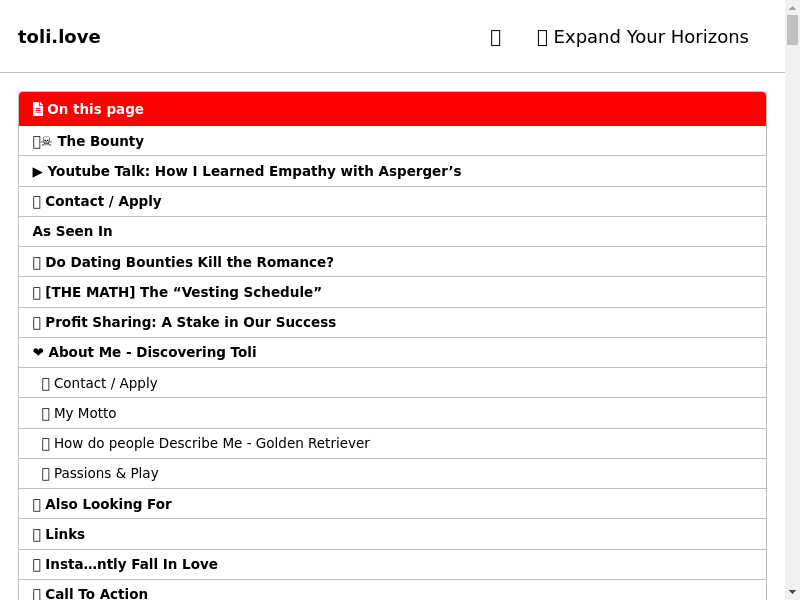 toli.love
Expand Your Horizons
On this page
☠ The Bounty
▶ Youtube Talk: How I Learned Empathy with Asperger’s
Contact / Apply
As Seen In
Do Dating Bounties Kill the Romance?
[THE MATH] The “Vesting Schedule”
Profit Sharing: A Stake in Our Success
❤ About Me - Discovering Toli
Contact / Apply
My Motto
How do people Describe Me - Golden Retriever
Passions & Play
Also Looking For
Links
Insta...ntly Fall In Love
Call To Action